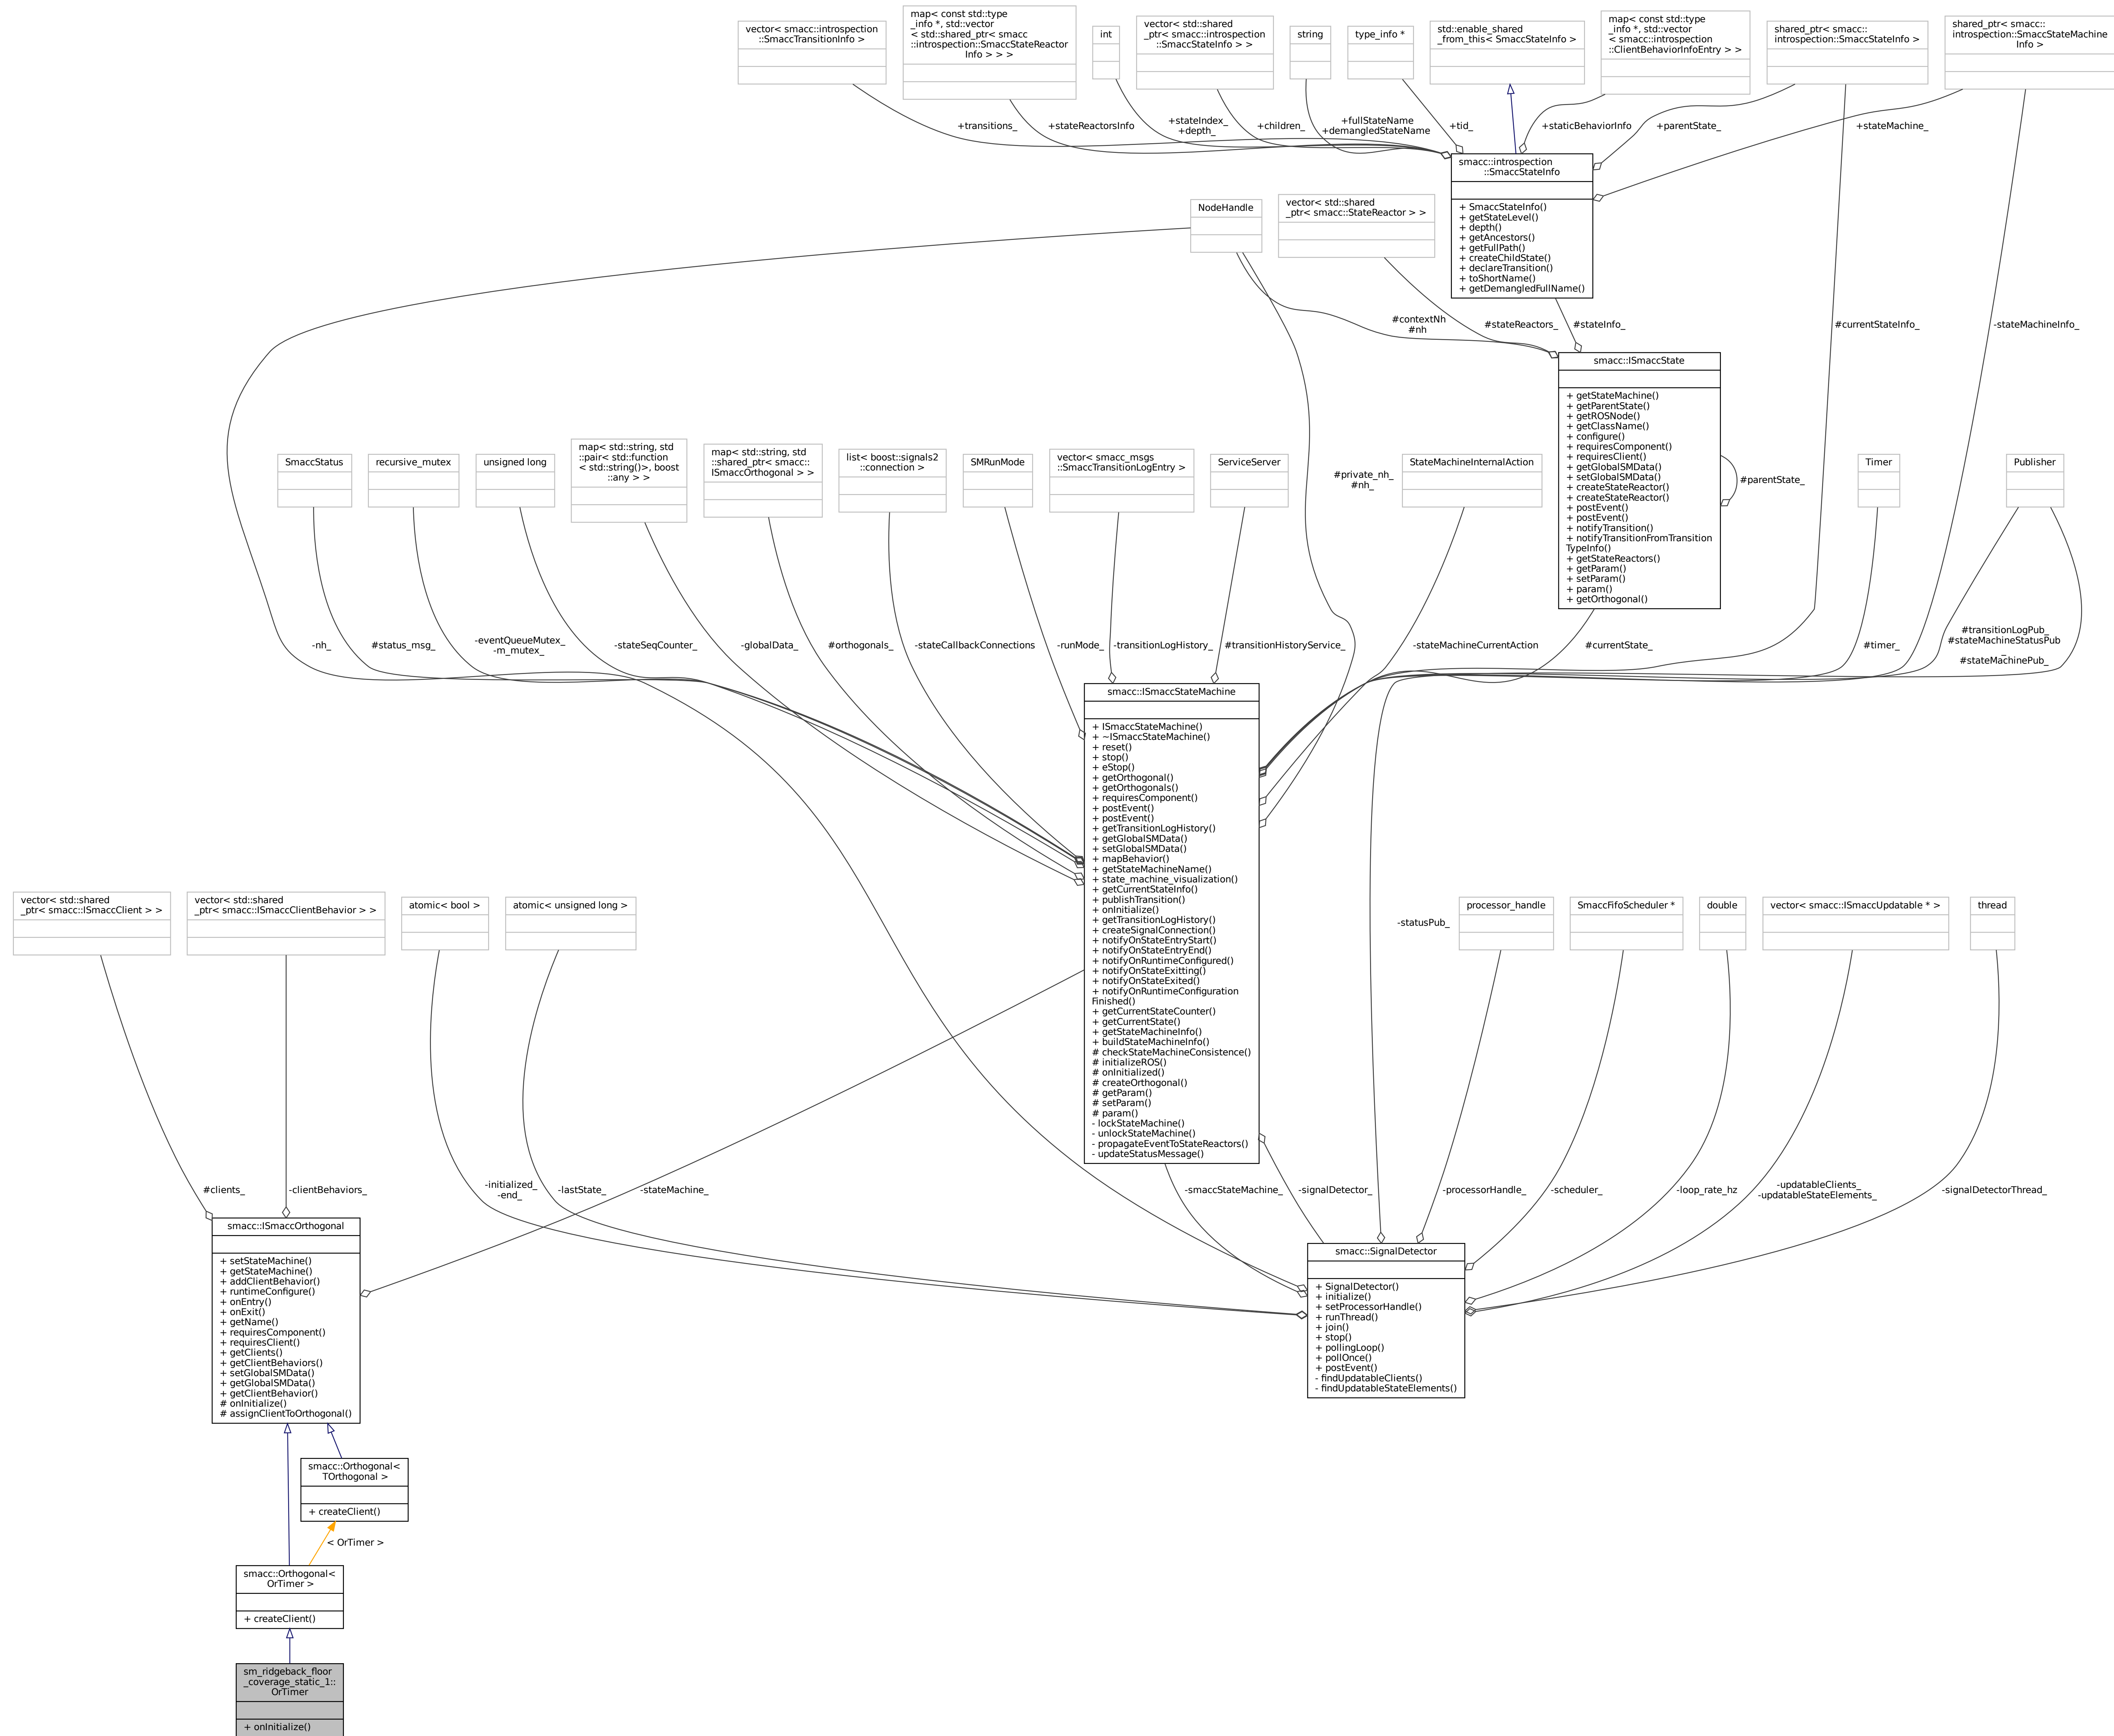 vector< smacc::introspection
::SmaccTransitionInfo >
map< const std::type
_info *, std::vector
< std::shared_ptr< smacc
::introspection::SmaccStateReactor
Info > > >
int
vector< std::shared
_ptr< smacc::introspection
::SmaccStateInfo > >
string
type_info *
std::enable_shared
_from_this< SmaccStateInfo >
map< const std::type
_info *, std::vector
< smacc::introspection
::ClientBehaviorInfoEntry > >
shared_ptr< smacc::
introspection::SmaccStateInfo >
shared_ptr< smacc::
introspection::SmaccStateMachine
Info >
+transitions_
+stateReactorsInfo
+stateIndex_
+depth_
+children_
+fullStateName
+demangledStateName
+tid_
+staticBehaviorInfo
+parentState_
+stateMachine_
smacc::introspection
::SmaccStateInfo
+ SmaccStateInfo()
+ getStateLevel()
+ depth()
+ getAncestors()
+ getFullPath()
+ createChildState()
+ declareTransition()
+ toShortName()
+ getDemangledFullName()
NodeHandle
vector< std::shared
_ptr< smacc::StateReactor > >
#contextNh
#nh
#stateReactors_
#stateInfo_
#currentStateInfo_
-stateMachineInfo_
smacc::ISmaccState
+ getStateMachine()
+ getParentState()
+ getROSNode()
+ getClassName()
+ configure()
+ requiresComponent()
+ requiresClient()
+ getGlobalSMData()
+ setGlobalSMData()
+ createStateReactor()
+ createStateReactor()
+ postEvent()
+ postEvent()
+ notifyTransition()
+ notifyTransitionFromTransition
TypeInfo()
+ getStateReactors()
+ getParam()
+ setParam()
+ param()
+ getOrthogonal()
#parentState_
SmaccStatus
recursive_mutex
unsigned long
map< std::string, std
::pair< std::function
< std::string()>, boost
::any > >
map< std::string, std
::shared_ptr< smacc::
ISmaccOrthogonal > >
list< boost::signals2
::connection >
SMRunMode
vector< smacc_msgs
::SmaccTransitionLogEntry >
ServiceServer
#private_nh_
#nh_
StateMachineInternalAction
Timer
Publisher
-nh_
#status_msg_
-eventQueueMutex_
-m_mutex_
-stateSeqCounter_
-globalData_
#orthogonals_
-stateCallbackConnections
-runMode_
-transitionLogHistory_
#transitionHistoryService_
-stateMachineCurrentAction
#currentState_
#timer_
#transitionLogPub_
#stateMachineStatusPub
_
#stateMachinePub_
smacc::ISmaccStateMachine
+ ISmaccStateMachine()
+ ~ISmaccStateMachine()
+ reset()
+ stop()
+ eStop()
+ getOrthogonal()
+ getOrthogonals()
+ requiresComponent()
+ postEvent()
+ postEvent()
+ getTransitionLogHistory()
+ getGlobalSMData()
+ setGlobalSMData()
+ mapBehavior()
+ getStateMachineName()
+ state_machine_visualization()
+ getCurrentStateInfo()
+ publishTransition()
+ onInitialize()
+ getTransitionLogHistory()
+ createSignalConnection()
+ notifyOnStateEntryStart()
+ notifyOnStateEntryEnd()
+ notifyOnRuntimeConfigured()
+ notifyOnStateExitting()
+ notifyOnStateExited()
+ notifyOnRuntimeConfiguration
Finished()
+ getCurrentStateCounter()
+ getCurrentState()
+ getStateMachineInfo()
+ buildStateMachineInfo()
# checkStateMachineConsistence()
# initializeROS()
# onInitialized()
# createOrthogonal()
# getParam()
# setParam()
# param()
- lockStateMachine()
- unlockStateMachine()
- propagateEventToStateReactors()
- updateStatusMessage()
vector< std::shared
_ptr< smacc::ISmaccClient > >
vector< std::shared
_ptr< smacc::ISmaccClientBehavior > >
atomic< bool >
atomic< unsigned long >
-statusPub_
processor_handle
SmaccFifoScheduler *
double
vector< smacc::ISmaccUpdatable * >
thread
#clients_
-clientBehaviors_
-initialized_
-end_
-lastState_
-stateMachine_
-smaccStateMachine_
-signalDetector_
-processorHandle_
-scheduler_
-loop_rate_hz
-updatableClients_
-updatableStateElements_
-signalDetectorThread_
smacc::ISmaccOrthogonal
+ setStateMachine()
+ getStateMachine()
+ addClientBehavior()
+ runtimeConfigure()
+ onEntry()
+ onExit()
+ getName()
+ requiresComponent()
+ requiresClient()
+ getClients()
+ getClientBehaviors()
+ setGlobalSMData()
+ getGlobalSMData()
+ getClientBehavior()
# onInitialize()
# assignClientToOrthogonal()
smacc::SignalDetector
+ SignalDetector()
+ initialize()
+ setProcessorHandle()
+ runThread()
+ join()
+ stop()
+ pollingLoop()
+ pollOnce()
+ postEvent()
- findUpdatableClients()
- findUpdatableStateElements()
smacc::Orthogonal<
TOrthogonal >
+ createClient()
< OrTimer >
smacc::Orthogonal<
OrTimer >
+ createClient()
sm_ridgeback_floor
_coverage_static_1::
OrTimer
+ onInitialize()